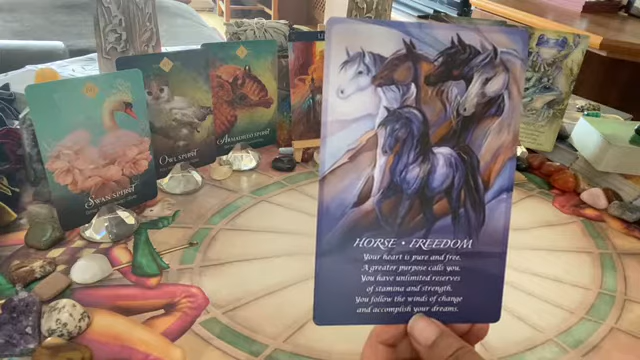 SWAN SPIRIT
OWL SPIRIT
ARMADILLO SPIRIT
HORSE • FREEDOM
Your heart is pure and free.
A greater purpose calls you.
You have unlimited reserves
of stamina and strength.
You follow the winds of change
and accomplish your dreams.